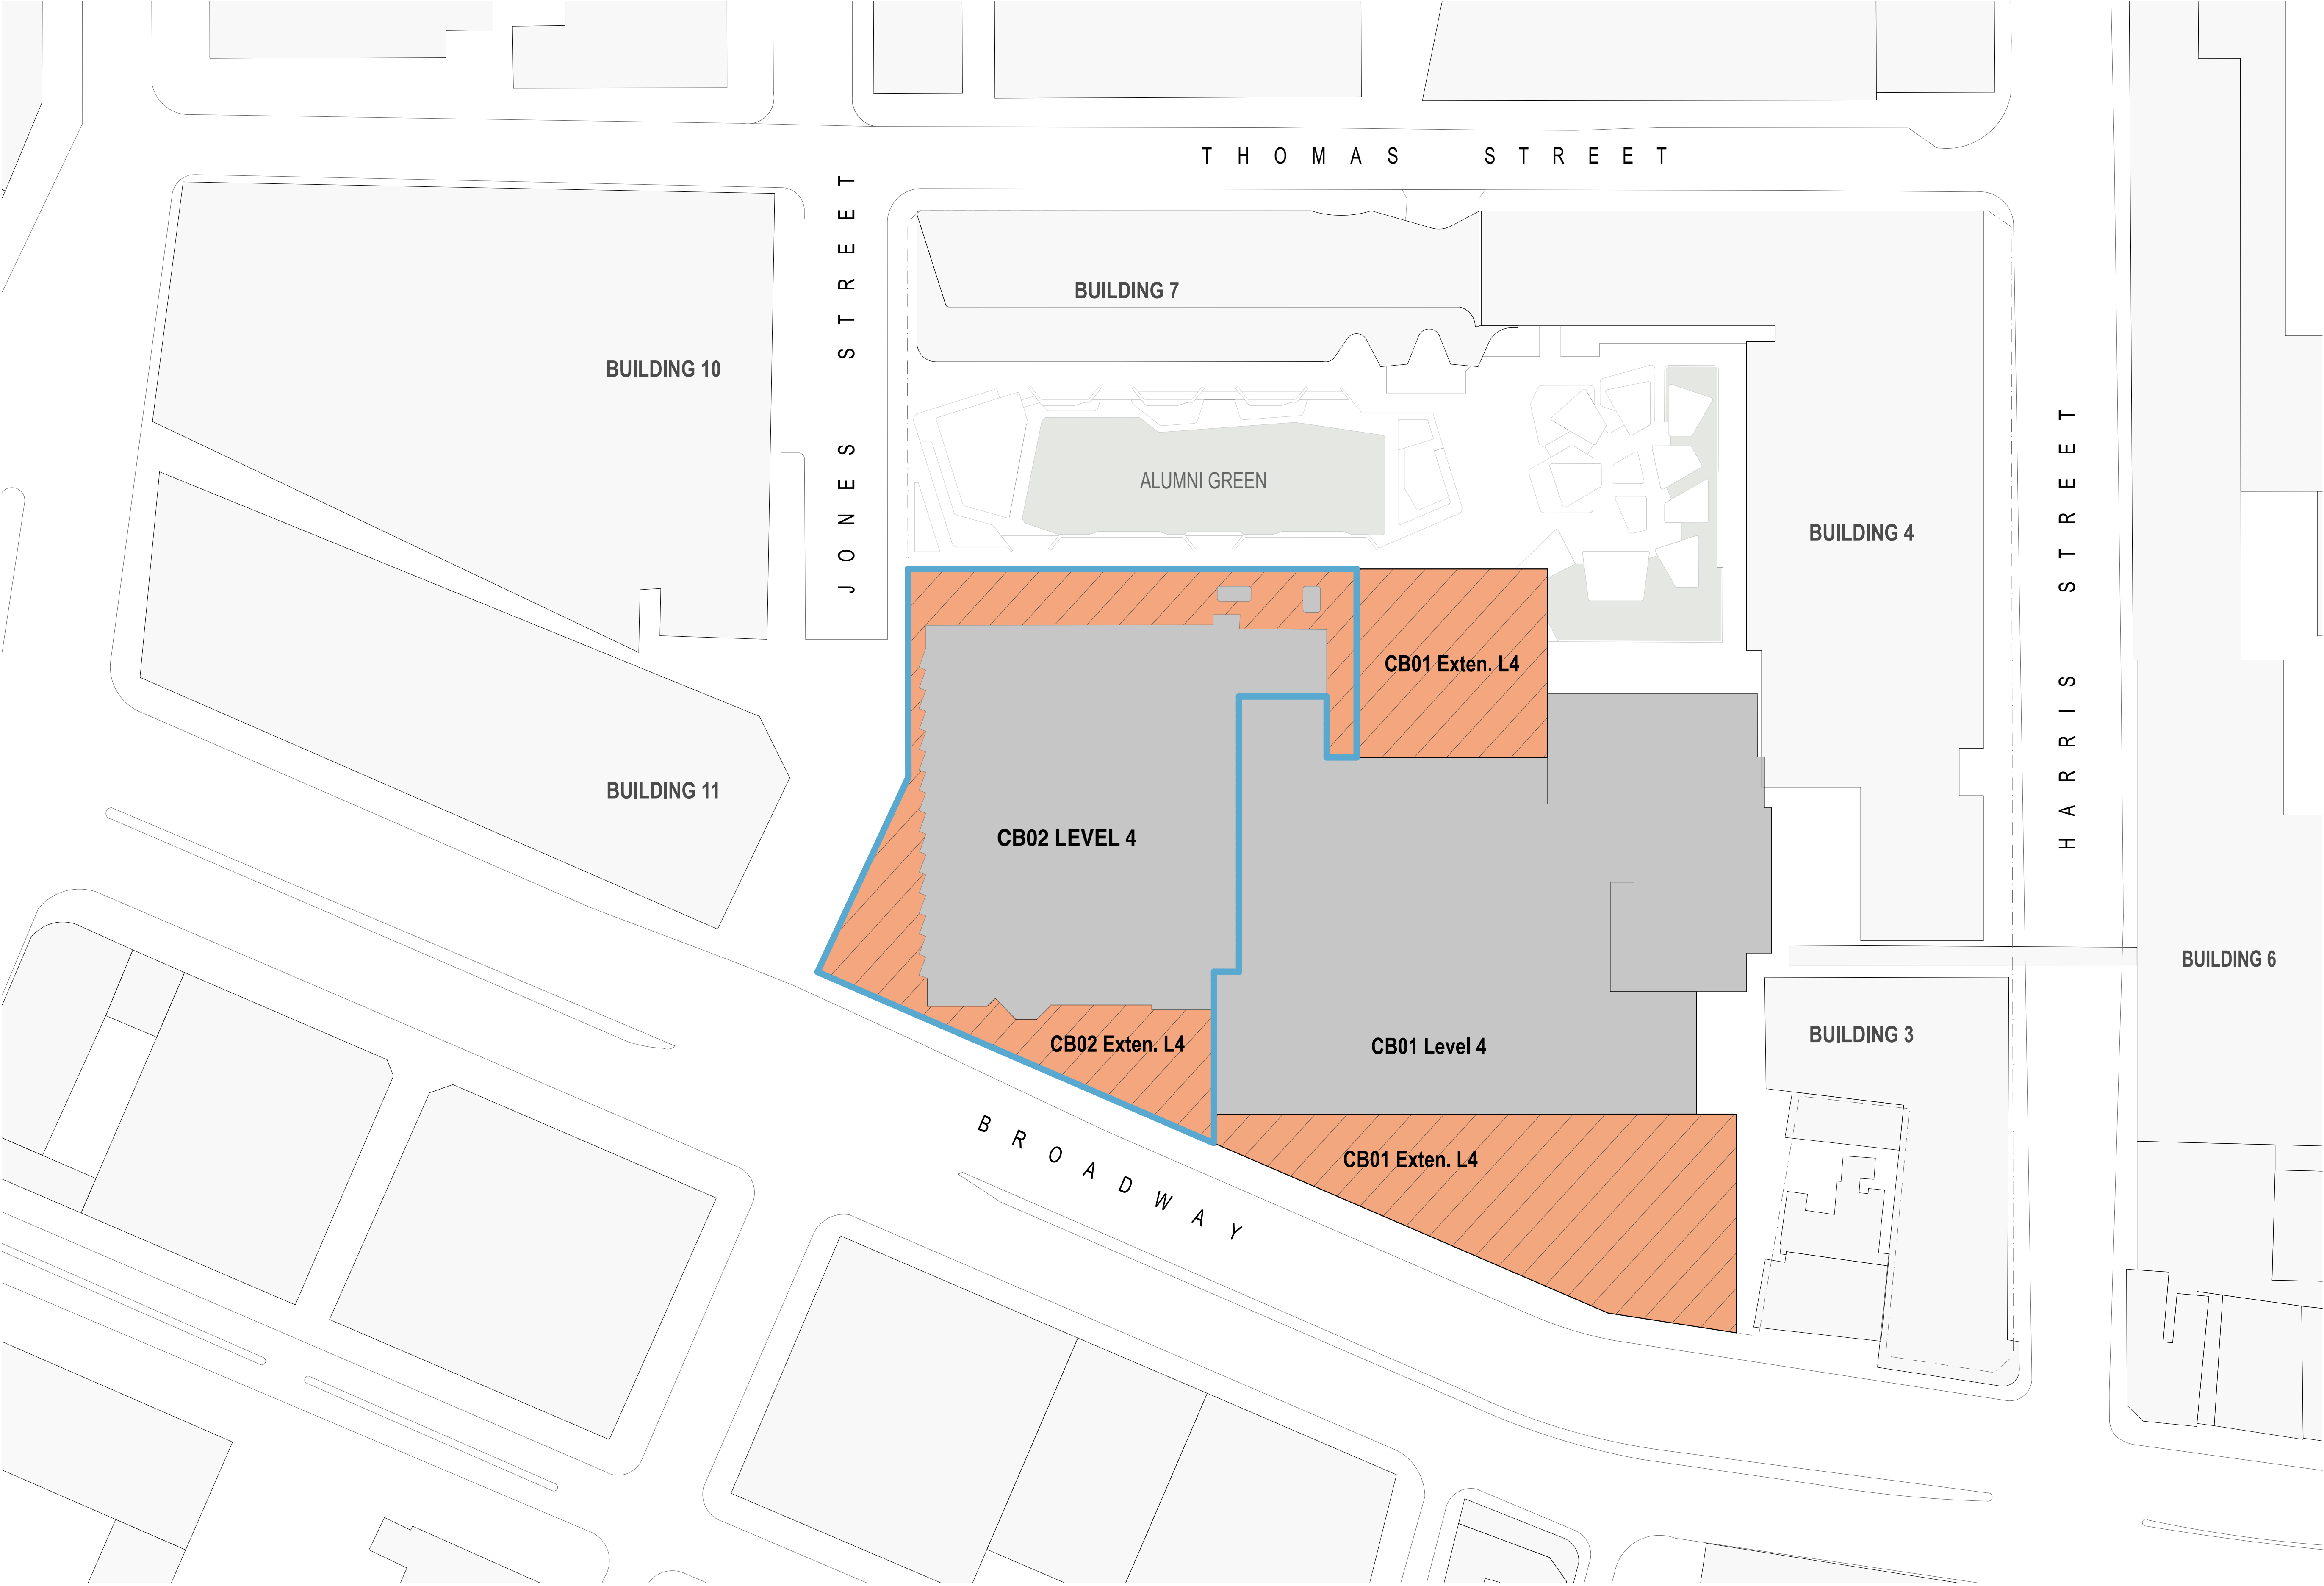 THOMAS STREET
JONES STREET
BUILDING 7
BUILDING 10
ALUMNI GREEN
BUILDING 4
HARRIS STREET
CB01 Exten. L4
BUILDING 11
CB02 LEVEL 4
BUILDING 6
BUILDING 3
CB02 Exten. L4
CB01 Level 4
BROADWAY
CB01 Exten. L4